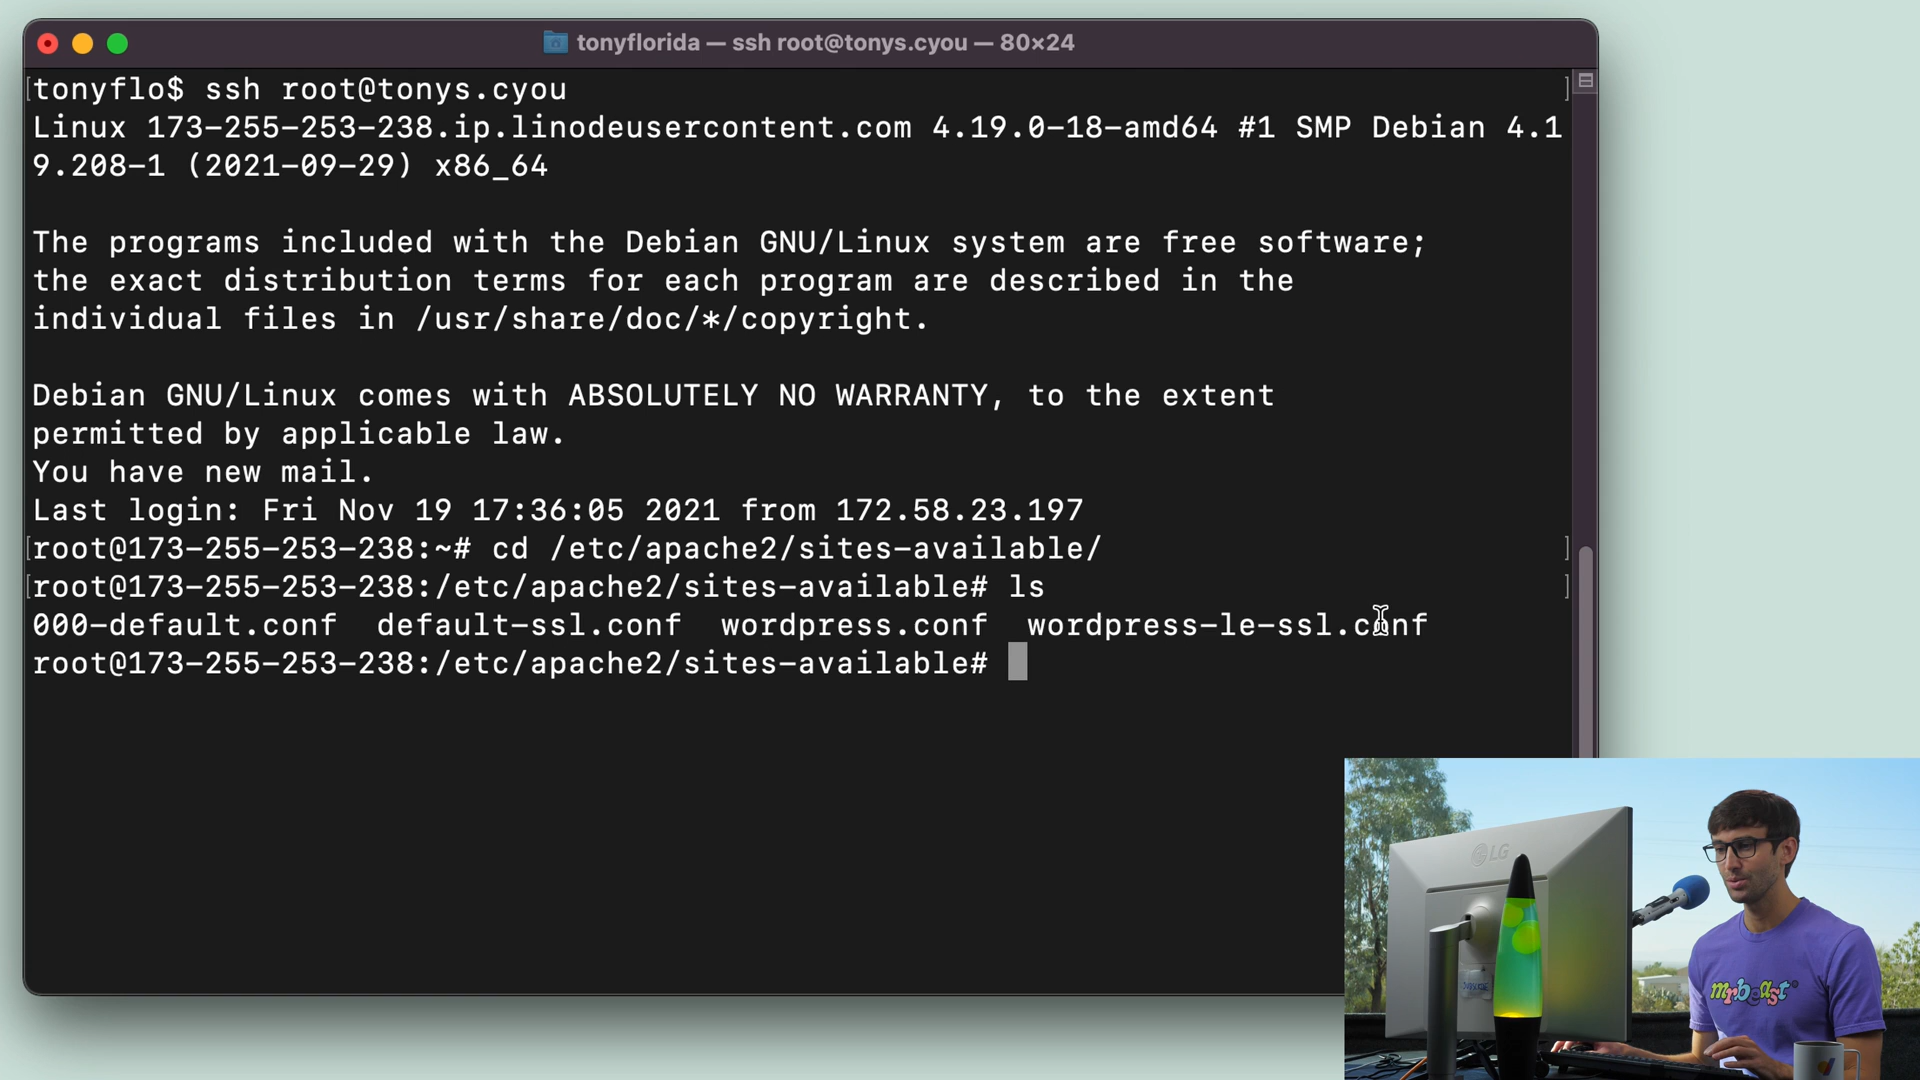 tonyflorida — ssh root@tonys.cyou — 80×24
tonyflo$ ssh root@tonys.cyou
Linux 173-255-253-238.ip.linodeusercontent.com 4.19.0-18-amd64 #1 SMP Debian 4.1
9.208-1 (2021-09-29) x86_64
The programs included with the Debian GNU/Linux system are free software;
the exact distribution terms for each program are described in the
individual files in /usr/share/doc/*/copyright.
Debian GNU/Linux comes with ABSOLUTELY NO WARRANTY, to the extent
permitted by applicable law.
You have new mail.
Last login: Fri Nov 19 17:36:05 2021 from 172.58.23.197
root@173-255-253-238:~# cd /etc/apache2/sites-available/
root@173-255-253-238:/etc/apache2/sites-available# ls
000-default.conf  default-ssl.conf  wordpress.conf  wordpress-le-ssl.conf
root@173-255-253-238:/etc/apache2/sites-available#
LG
mrbeast